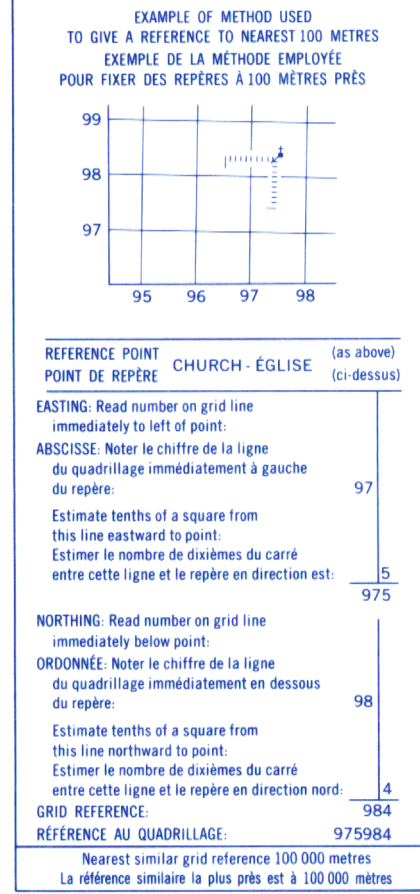 EXAMPLE OF METHOD USED
TO GIVE A REFERENCE TO NEAREST 100 METRES
EXEMPLE DE LA MÉTHODE EMPLOYÉE
POUR FIXER DES REPÈRES À 100 MÈTRES PRÈS
99
98
97
95 96 97 98
REFERENCE POINT
POINT DE REPÈRE
CHURCH - ÉGLISE
(as above)
(ci-dessus)
EASTING: Read number on grid line
immediately to left of point:
ABSCISSE: Noter le chiffre de la ligne
du quadrillage immédiatement à gauche
du repère: 97
Estimate tenths of a square from
this line eastward to point:
Estimer le nombre de dixièmes du carré
entre cette ligne et le repère en direction est: 5
975
NORTHING: Read number on grid line
immediately below point:
ORDONNÉE: Noter le chiffre de la ligne
du quadrillage immédiatement en dessous
du repère: 98
Estimate tenths of a square from
this line northward to point:
Estimer le nombre de dixièmes du carré
entre cette ligne et le repère en direction nord: 4
GRID REFERENCE: 984
RÉFÉRENCE AU QUADRILLAGE: 975984
Nearest similar grid reference 100 000 metres
La référence similaire la plus près est à 100 000 mètres